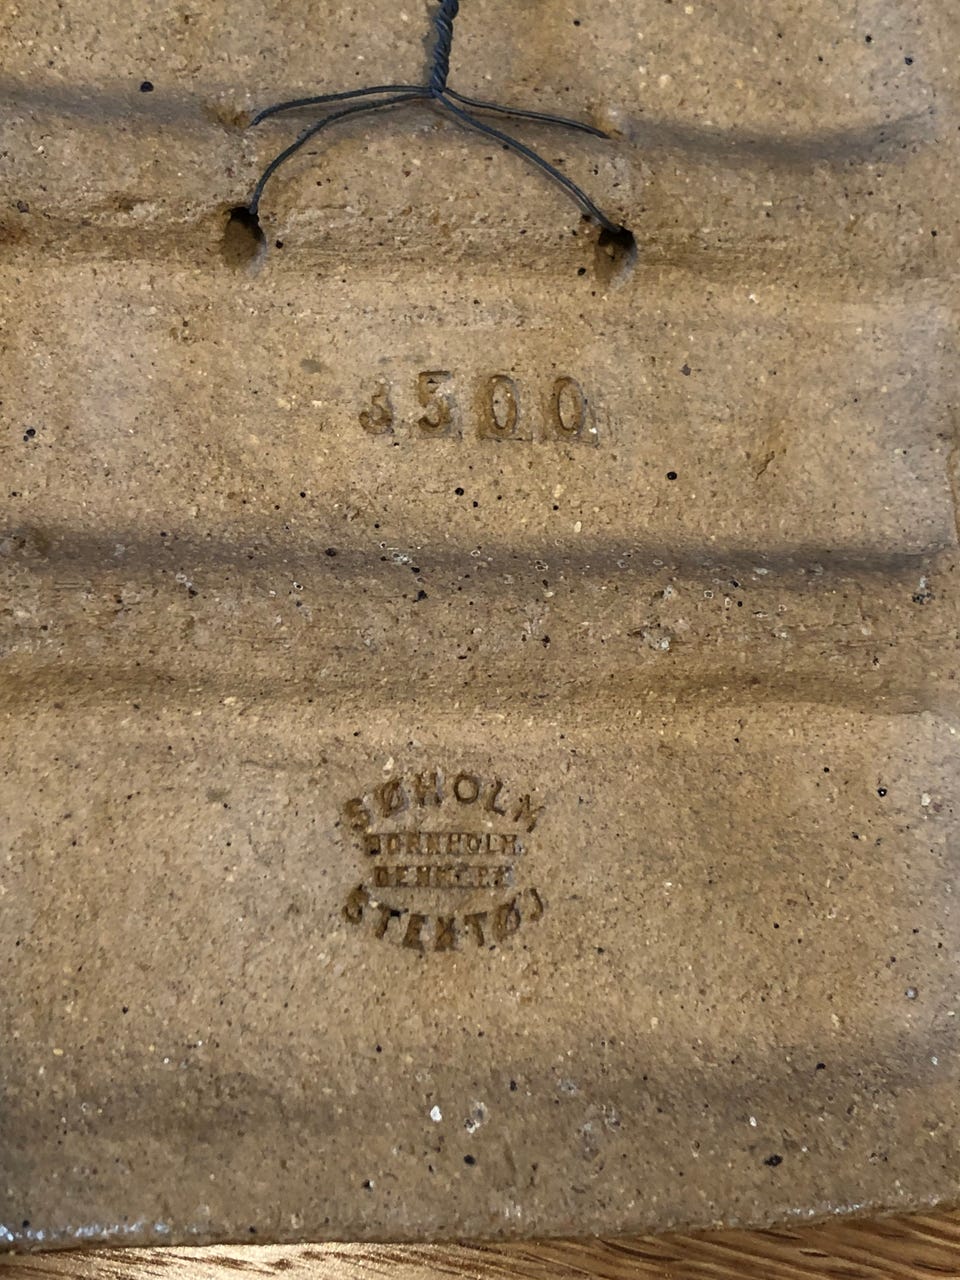 3500
SØHOLM
BORNHOLM.
DENMARK
STENTØJ